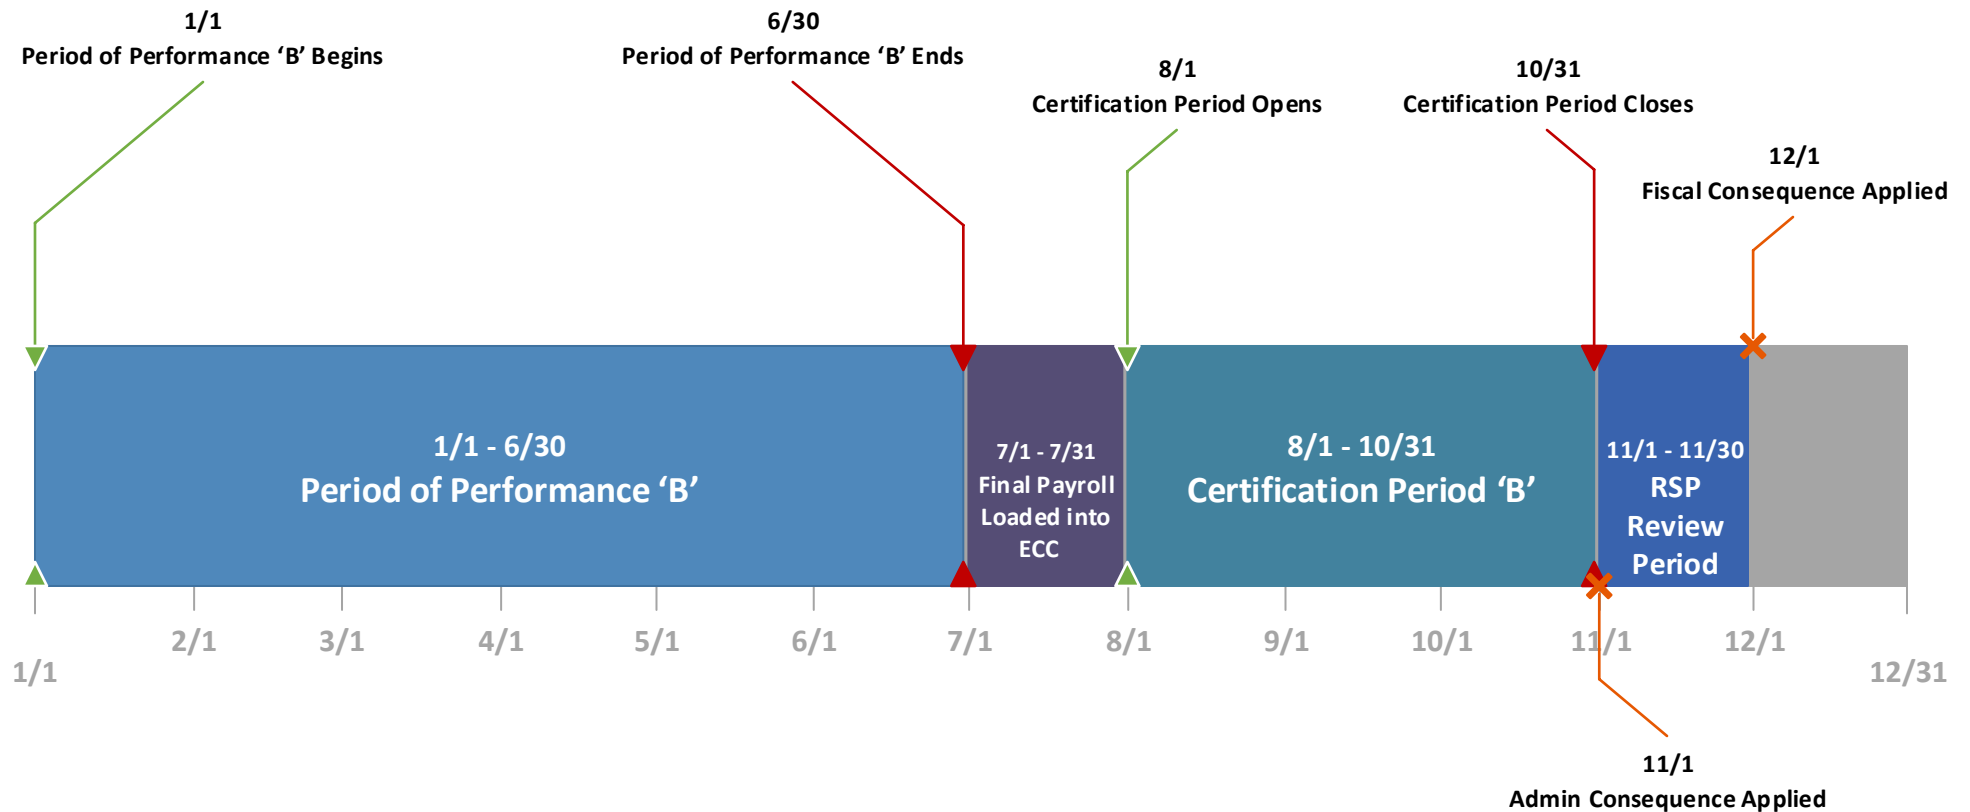 1/1
Period of Performance ‘B’ Begins
6/30
Period of Performance ‘B’ Ends
8/1
Certification Period Opens
10/31
Certification Period Closes
12/1
Fiscal Consequence Applied
1/1 - 6/30
Period of Performance ‘B’
7/1 - 7/31
Final Payroll
Loaded into
ECC
8/1 - 10/31
Certification Period ‘B’
11/1 - 11/30
RSP
Review
Period
1/1
2/1
3/1
4/1
5/1
6/1
7/1
8/1
9/1
10/1
11/1
12/1
12/31
11/1
Admin Consequence Applied